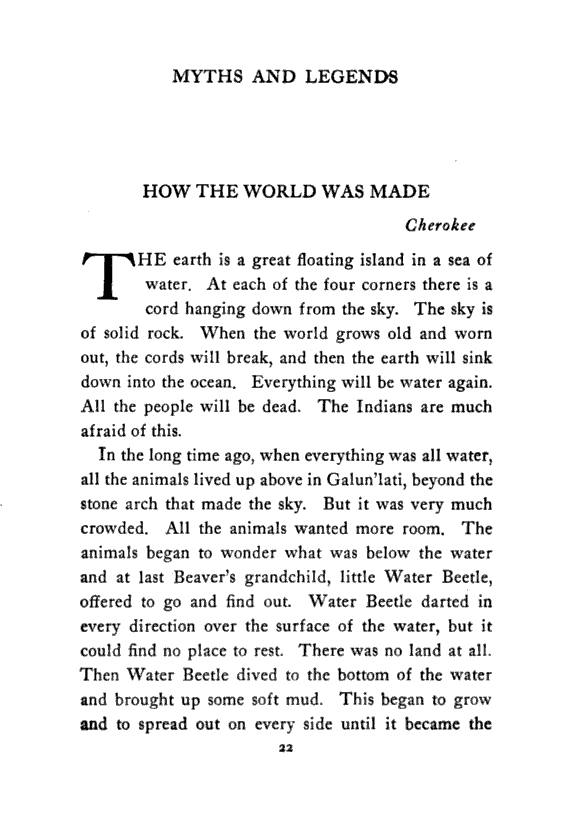 MYTHS AND LEGENDS
HOW THE WORLD WAS MADE
Cherokee
THE earth is a great floating island in a sea of
water. At each of the four corners there is a
cord hanging down from the sky. The sky is
of solid rock. When the world grows old and worn
out, the cords will break, and then the earth will sink
down into the ocean. Everything will be water again.
All the people will be dead. The Indians are much
afraid of this.
In the long time ago, when everything was all water,
all the animals lived up above in Galun'lati, beyond the
stone arch that made the sky. But it was very much
crowded. All the animals wanted more room. The
animals began to wonder what was below the water
and at last Beaver's grandchild, little Water Beetle,
offered to go and find out. Water Beetle darted in
every direction over the surface of the water, but it
could find no place to rest. There was no land at all.
Then Water Beetle dived to the bottom of the water
and brought up some soft mud. This began to grow
and to spread out on every side until it became the
22